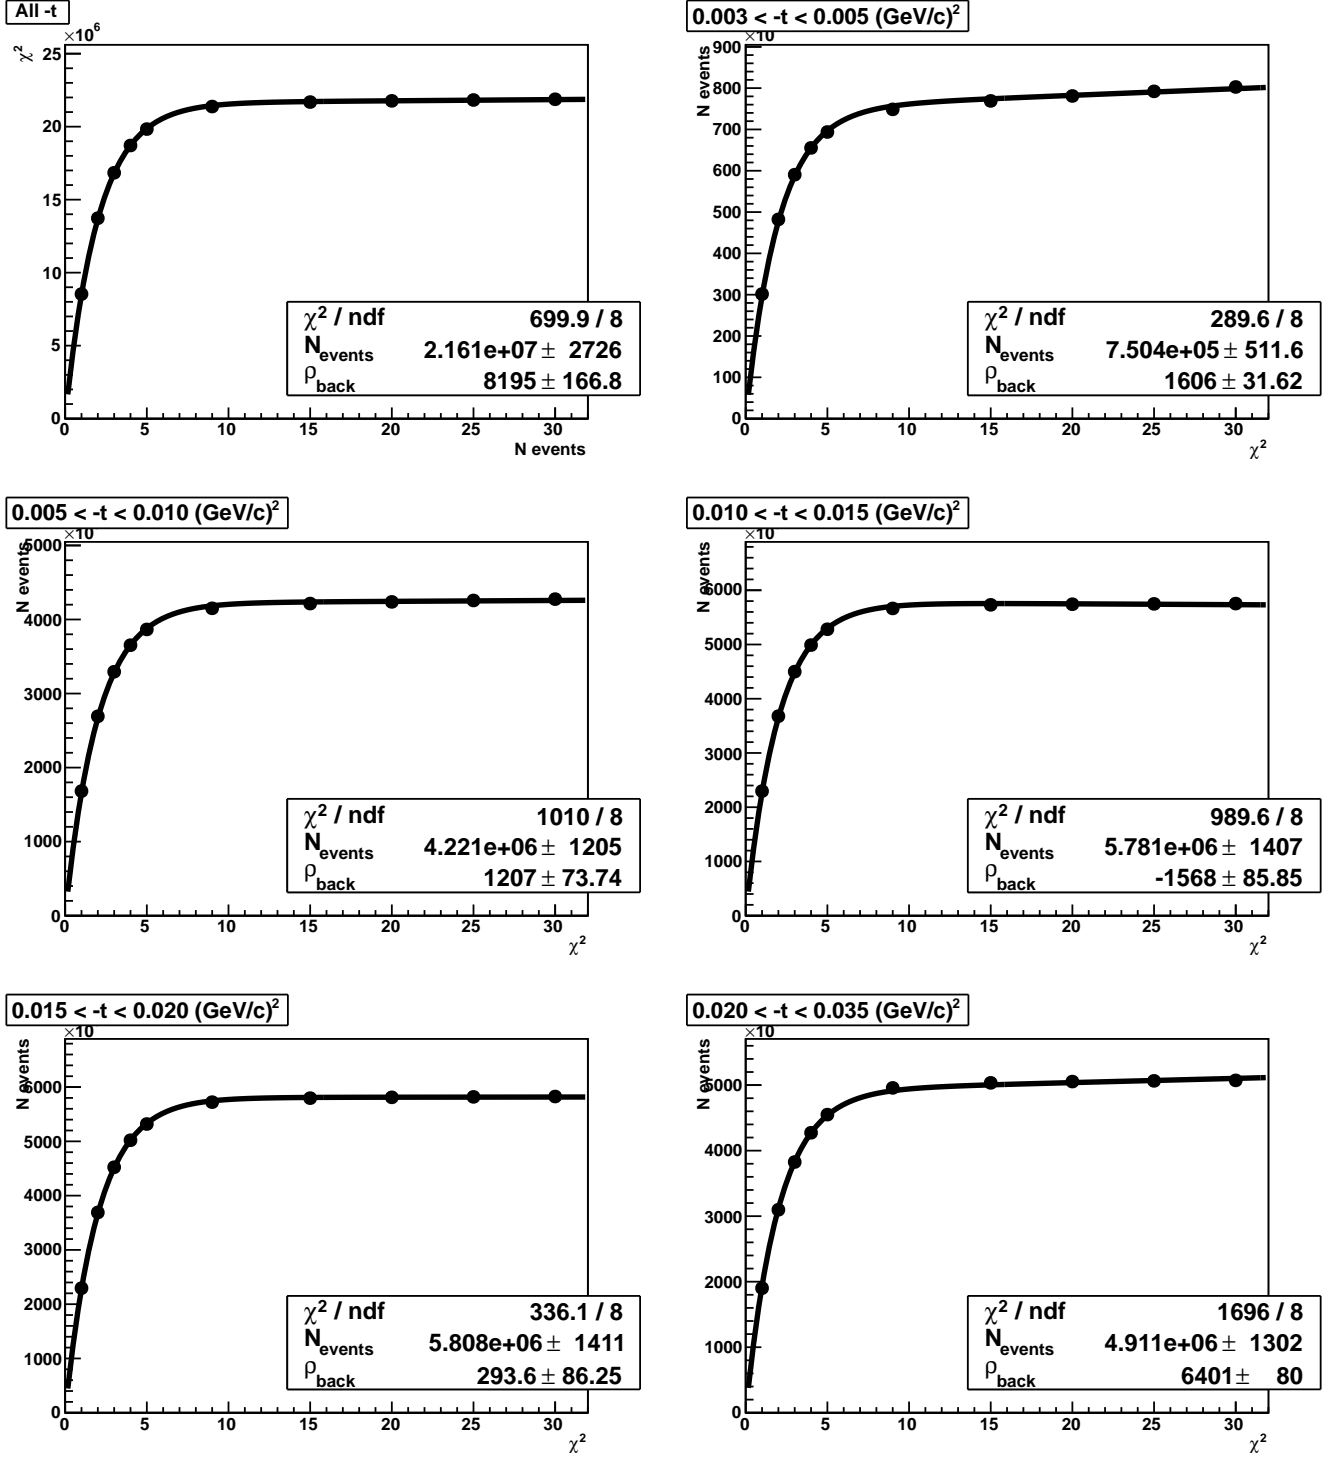 All -t
×10⁶
χ²
25
20
15
10
5
0
0 5 10 15 20 25 30
N events
χ² / ndf 699.9 / 8
N_events 2.161e+07 ± 2726
ρ_back 8195 ± 166.8
0.003 < -t < 0.005 (GeV/c)²
×10
N events
900
800
700
600
500
400
300
200
100
0
0 5 10 15 20 25 30
χ²
χ² / ndf 289.6 / 8
N_events 7.504e+05 ± 511.6
ρ_back 1606 ± 31.62
0.005 < -t < 0.010 (GeV/c)²
×10
N events
5000
4000
3000
2000
1000
0
0 5 10 15 20 25 30
χ²
χ² / ndf 1010 / 8
N_events 4.221e+06 ± 1205
ρ_back 1207 ± 73.74
0.010 < -t < 0.015 (GeV/c)²
×10
N events
6000
5000
4000
3000
2000
1000
0
0 5 10 15 20 25 30
χ²
χ² / ndf 989.6 / 8
N_events 5.781e+06 ± 1407
ρ_back -1568 ± 85.85
0.015 < -t < 0.020 (GeV/c)²
×10
N events
6000
5000
4000
3000
2000
1000
0
0 5 10 15 20 25 30
χ²
χ² / ndf 336.1 / 8
N_events 5.808e+06 ± 1411
ρ_back 293.6 ± 86.25
0.020 < -t < 0.035 (GeV/c)²
×10
N events
5000
4000
3000
2000
1000
0
0 5 10 15 20 25 30
χ²
χ² / ndf 1696 / 8
N_events 4.911e+06 ± 1302
ρ_back 6401 ± 80